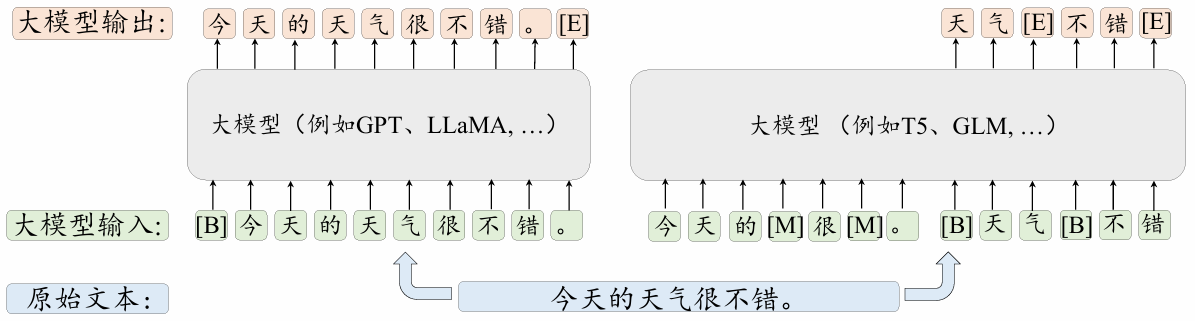 大模型输出: 今 天 的 天 气 很 不 错 。 [E] 天 气 [E] 不 错 [E]
大模型（例如GPT、LLaMA, …） 大模型 （例如T5、GLM, …）
大模型输入: [B] 今 天 的 天 气 很 不 错 。 今 天 的 [M] 很 [M] 。 [B] 天 气 [B] 不 错
原始文本: 今天的天气很不错。